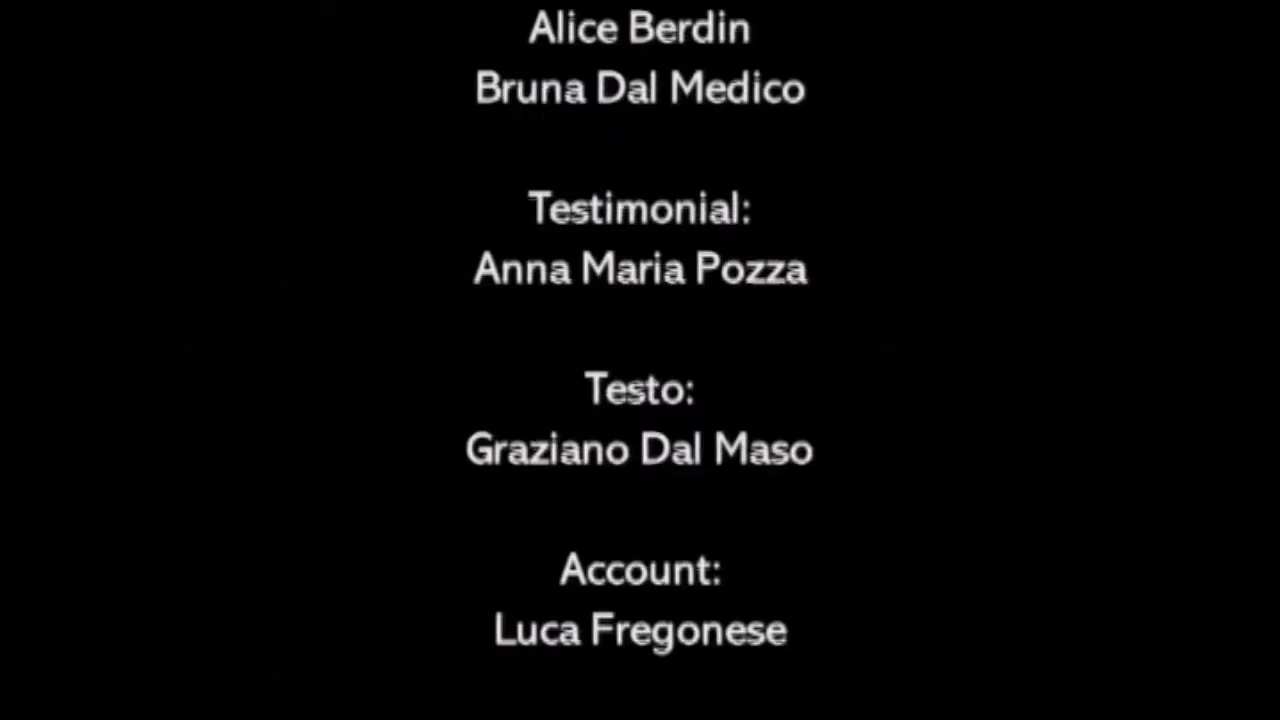 Alice Berdin
Bruna Dal Medico
Testimonial:
Anna Maria Pozza
Testo:
Graziano Dal Maso
Account:
Luca Fregonese